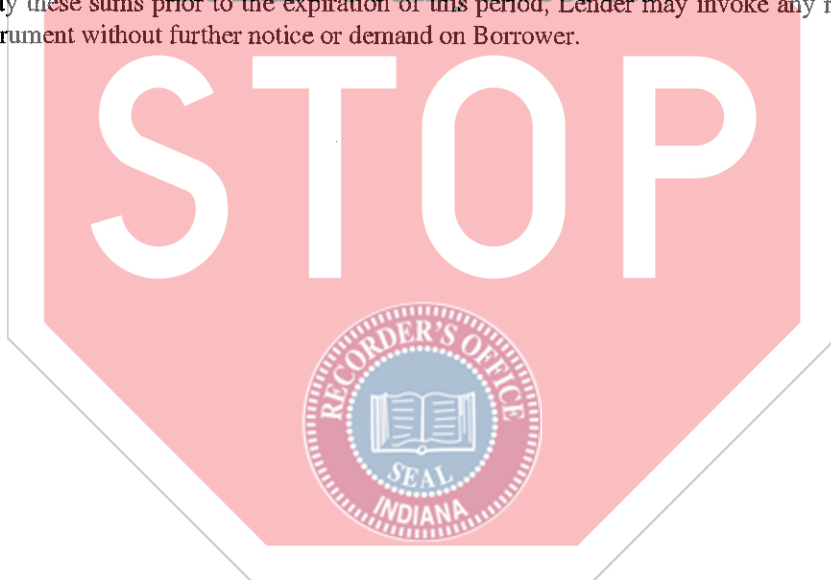 these sums prior to the expiration of this period, Lender may invoke any
without further notice or demand on Borrower.
STOP
RECORDER'S OFFICE
SEAL
INDIANA